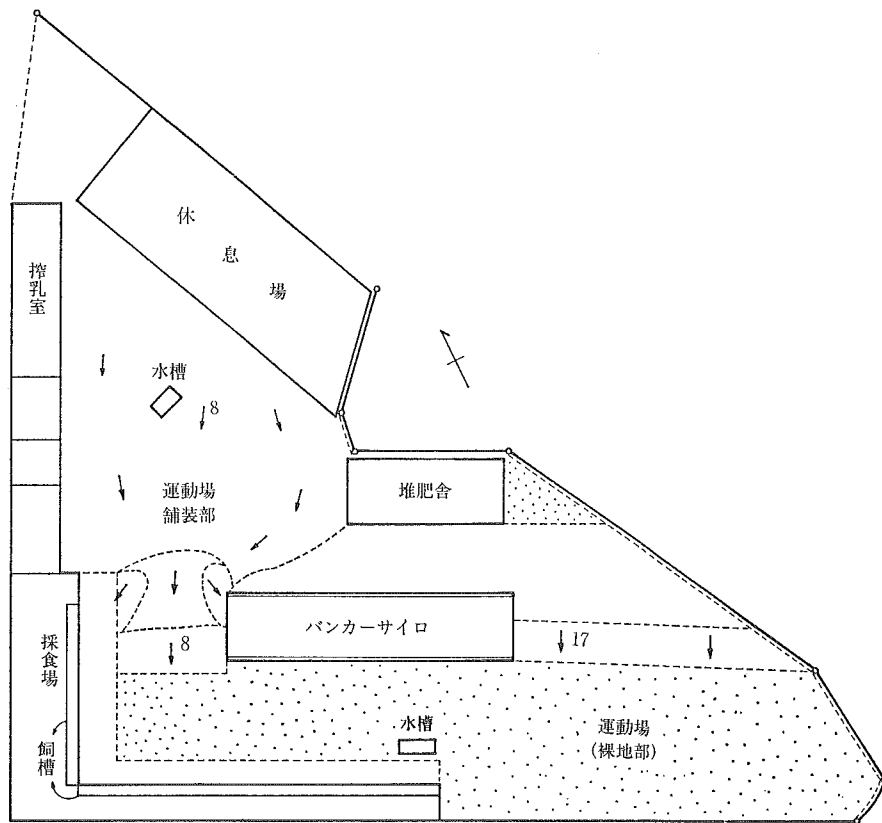 休息場
搾乳室
水槽
8
運動場
舗装部
堆肥舎
バンカーサイロ
8
17
採食場
水槽
運動場
(裸地部)
飼槽